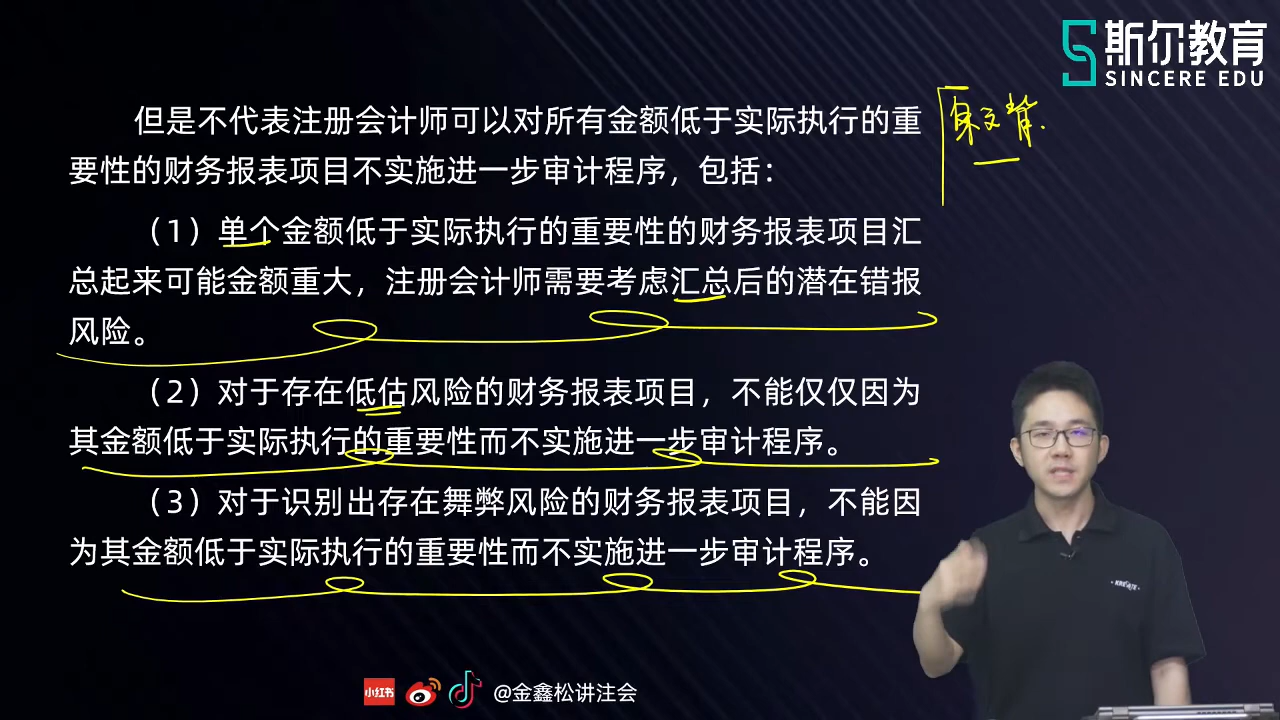 斯尔教育
SINCERE EDU
但是不代表注册会计师可以对所有金额低于实际执行的重
要性的财务报表项目不实施进一步审计程序，包括：
（1）单个金额低于实际执行的重要性的财务报表项目汇
总起来可能金额重大，注册会计师需要考虑汇总后的潜在错报
风险。
（2）对于存在低估风险的财务报表项目，不能仅仅因为
其金额低于实际执行的重要性而不实施进一步审计程序。
（3）对于识别出存在舞弊风险的财务报表项目，不能因
为其金额低于实际执行的重要性而不实施进一步审计程序。
小红书
@金鑫松讲注会